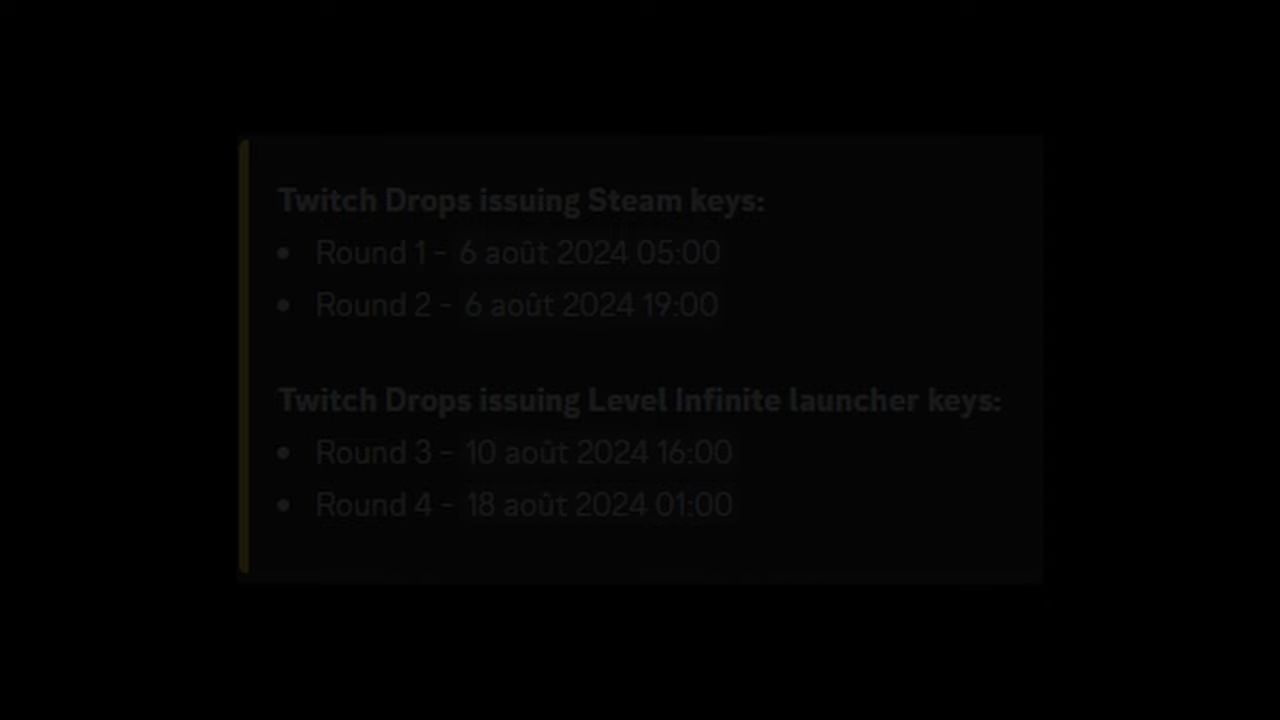 Twitch Drops issuing Steam keys:
• Round 1 - 6 août 2024 05:00
• Round 2 - 6 août 2024 19:00
Twitch Drops issuing Level Infinite launcher keys:
• Round 3 - 10 août 2024 16:00
• Round 4 - 18 août 2024 01:00